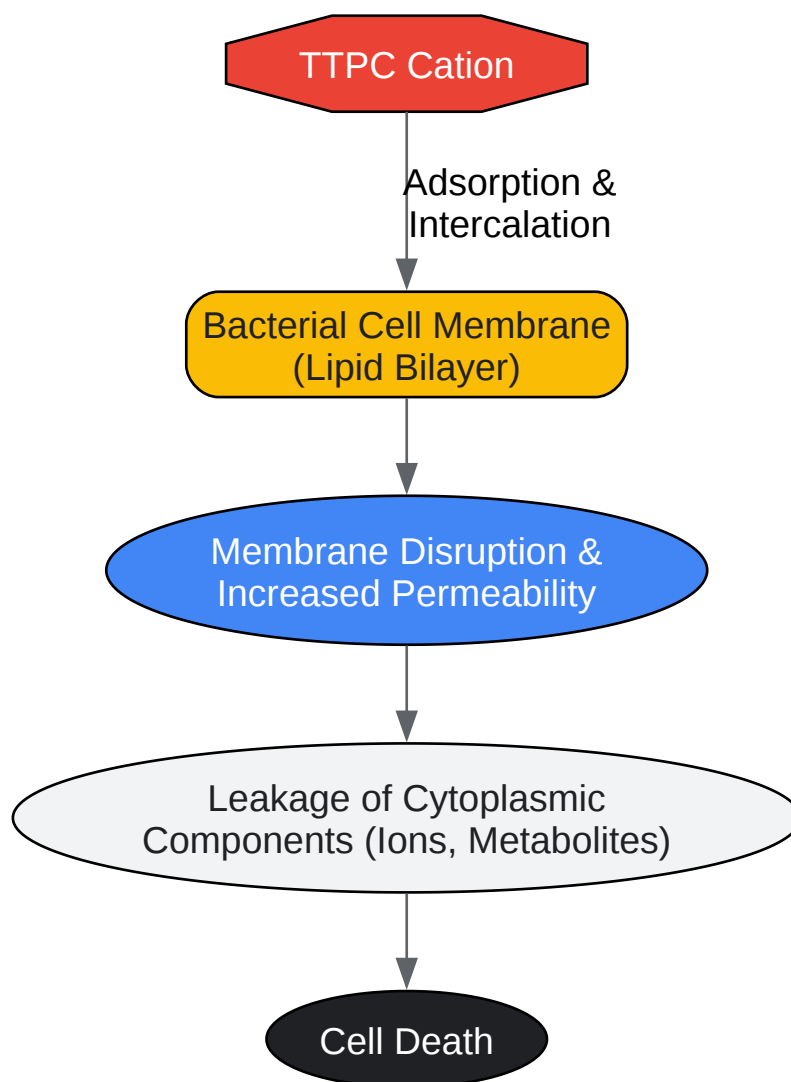 TTPC Cation
Adsorption &
Intercalation
Bacterial Cell Membrane
(Lipid Bilayer)
Membrane Disruption &
Increased Permeability
Leakage of Cytoplasmic
Components (Ions, Metabolites)
Cell Death